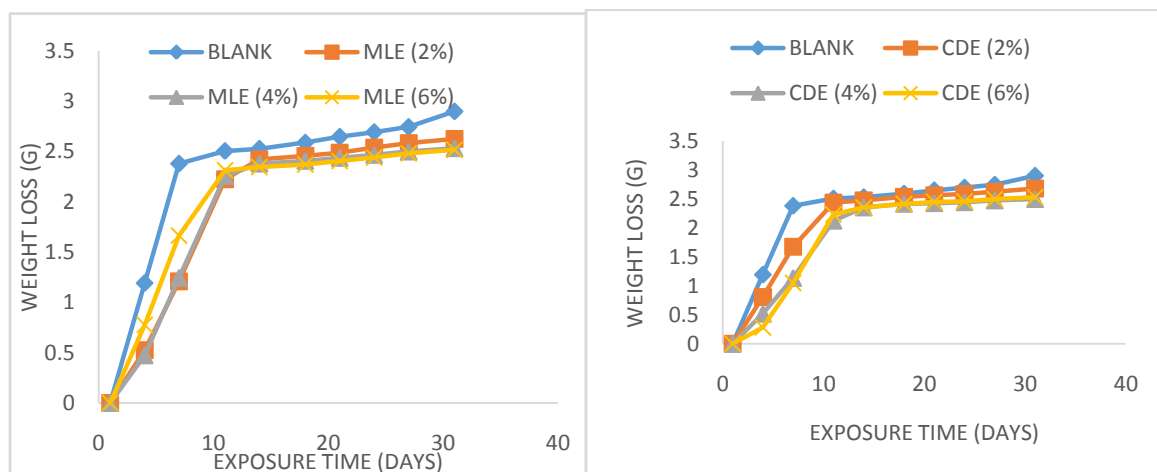 BLANK MLE (2%)
MLE (4%) MLE (6%)
3.5
3
2.5
2
1.5
1
0.5
0
0 10 20 30 40
WEIGHT LOSS (G)
EXPOSURE TIME (DAYS)
BLANK CDE (2%)
CDE (4%) CDE (6%)
3.5
3
2.5
2
1.5
1
0.5
0
0 10 20 30 40
WEIGHT LOSS (G)
EXPOSURE TIME (DAYS)